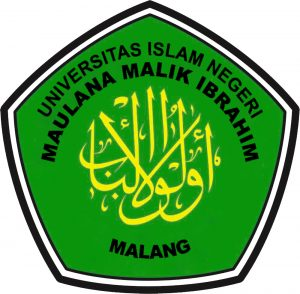 UNIVERSITAS ISLAM NEGERI
MAULANA MALIK IBRAHIM
أولو الألباب
MALANG